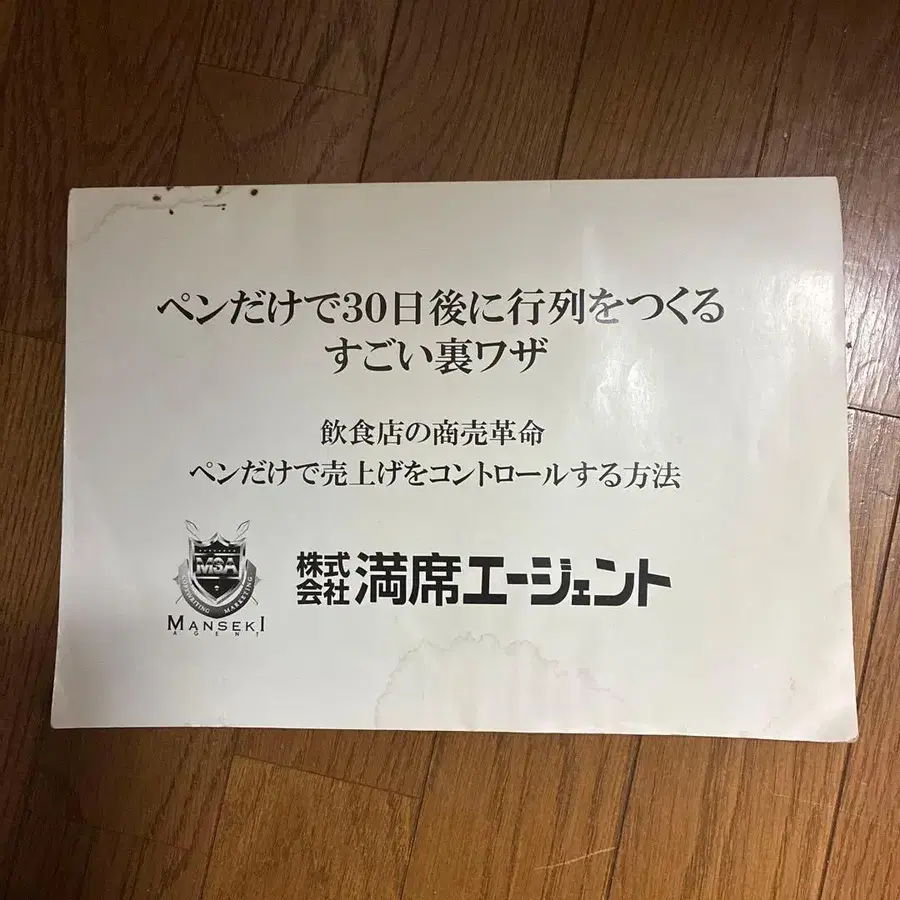 ペンだけで30日後に行列をつくる
すごい裏ワザ
飲食店の商売革命
ペンだけで売上げをコントロールする方法
MSA
COPYWRITING MARKETING
MANSEKI
AGENT
株式会社 満席エージェント